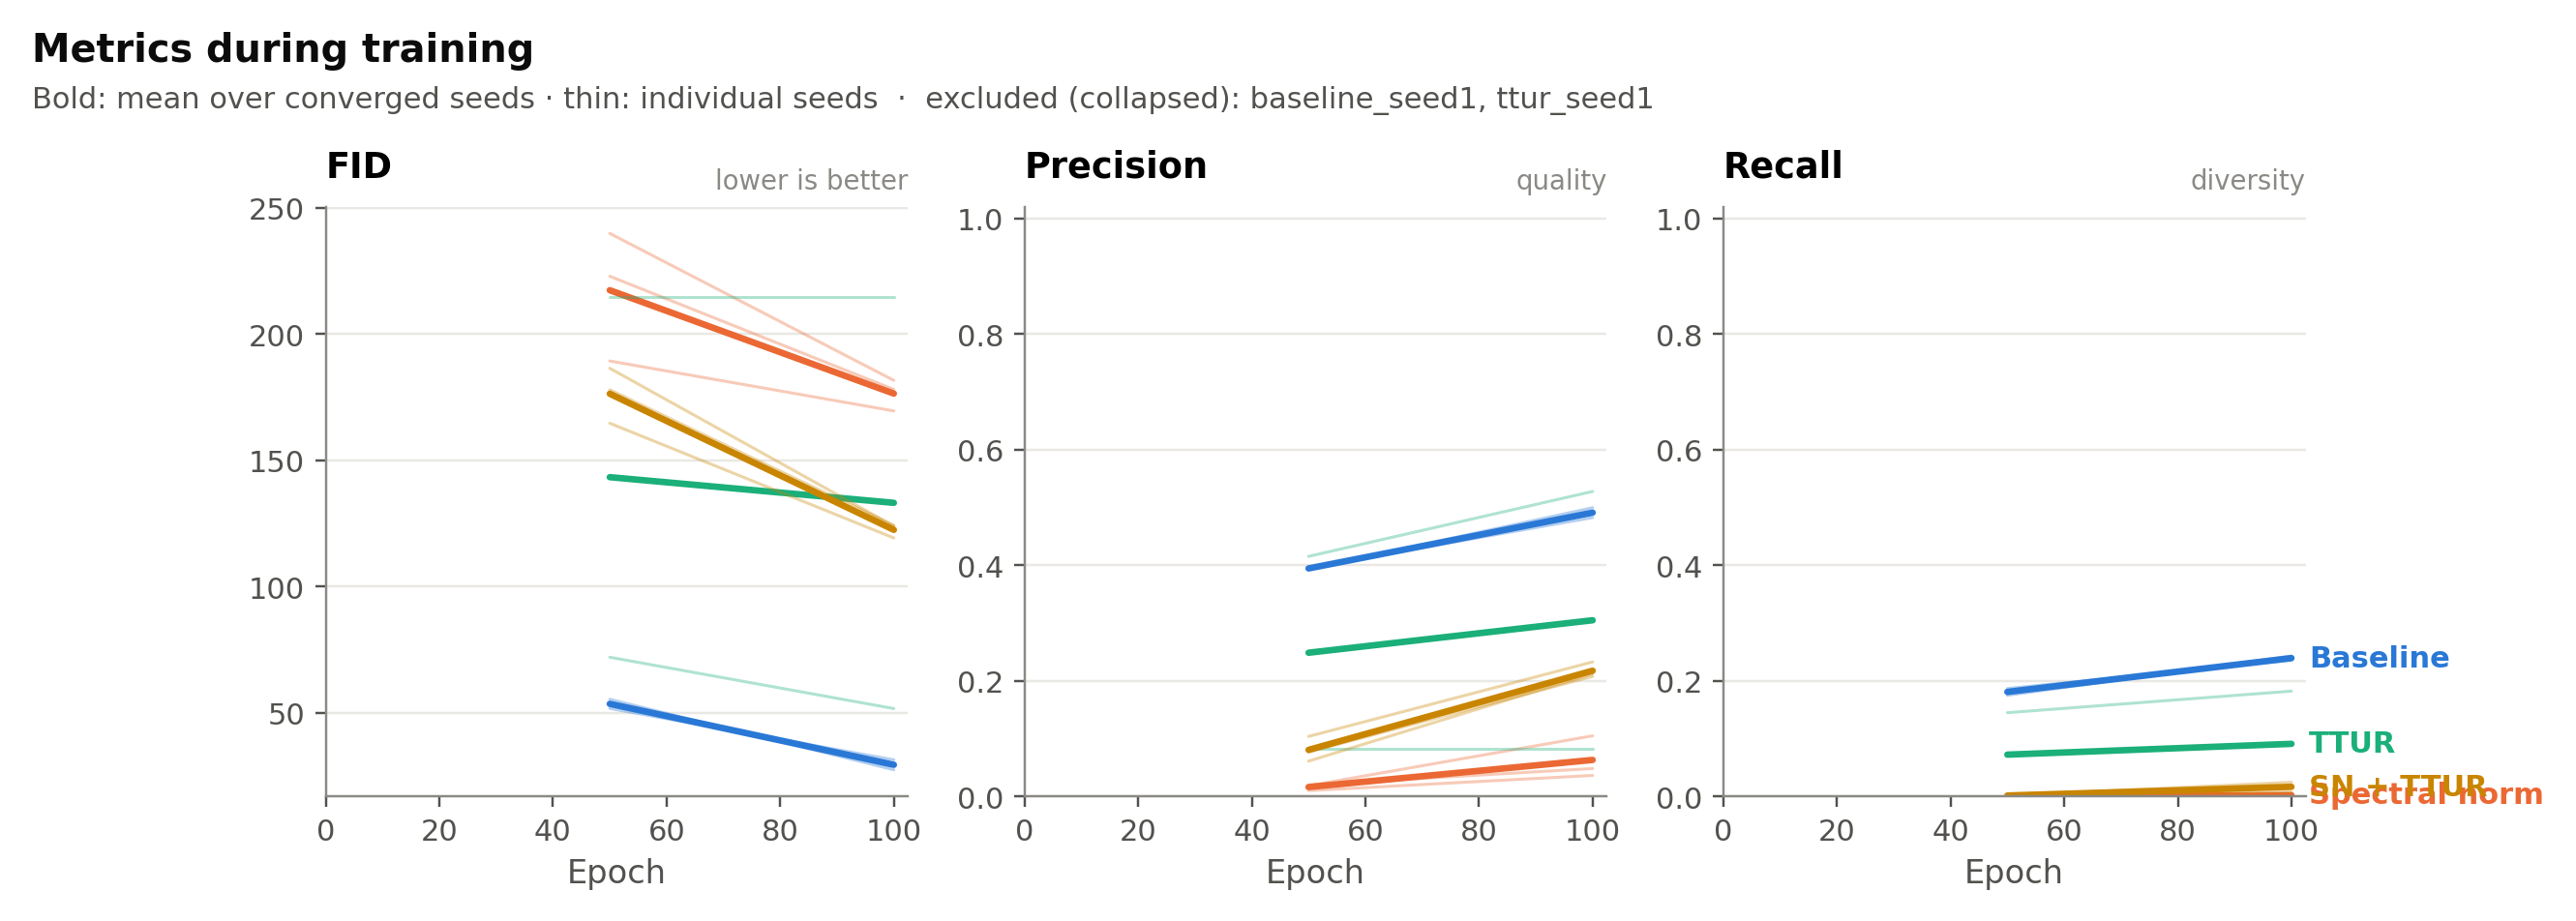 Metrics during training
Bold: mean over converged seeds · thin: individual seeds · excluded (collapsed): baseline_seed1, ttur_seed1
FID
lower is better
250
200
150
100
50
0 20 40 60 80 100
Epoch
Precision
quality
1.0
0.8
0.6
0.4
0.2
0.0
0 20 40 60 80 100
Epoch
Recall
diversity
1.0
0.8
0.6
0.4
0.2
0.0
0 20 40 60 80 100
Epoch
Baseline
TTUR
SN + TTUR
Spectral norm